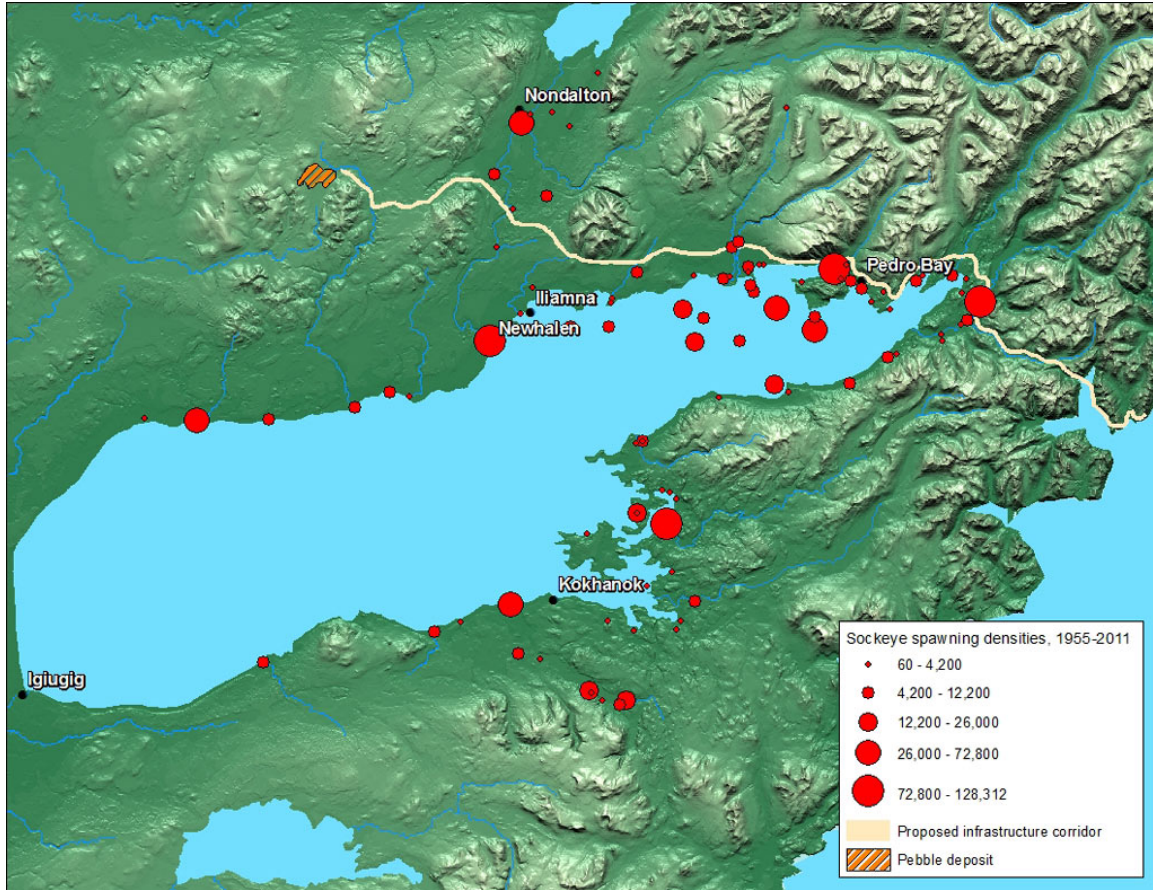 Nondalton
Pedro Bay
Iliamna
Newhalen
Kokhanok
Igiugig
Sockeye spawning densities, 1955-2011
60 - 4,200
4,200 - 12,200
12,200 - 26,000
26,000 - 72,800
72,800 - 128,312
Proposed infrastructure corridor
Pebble deposit